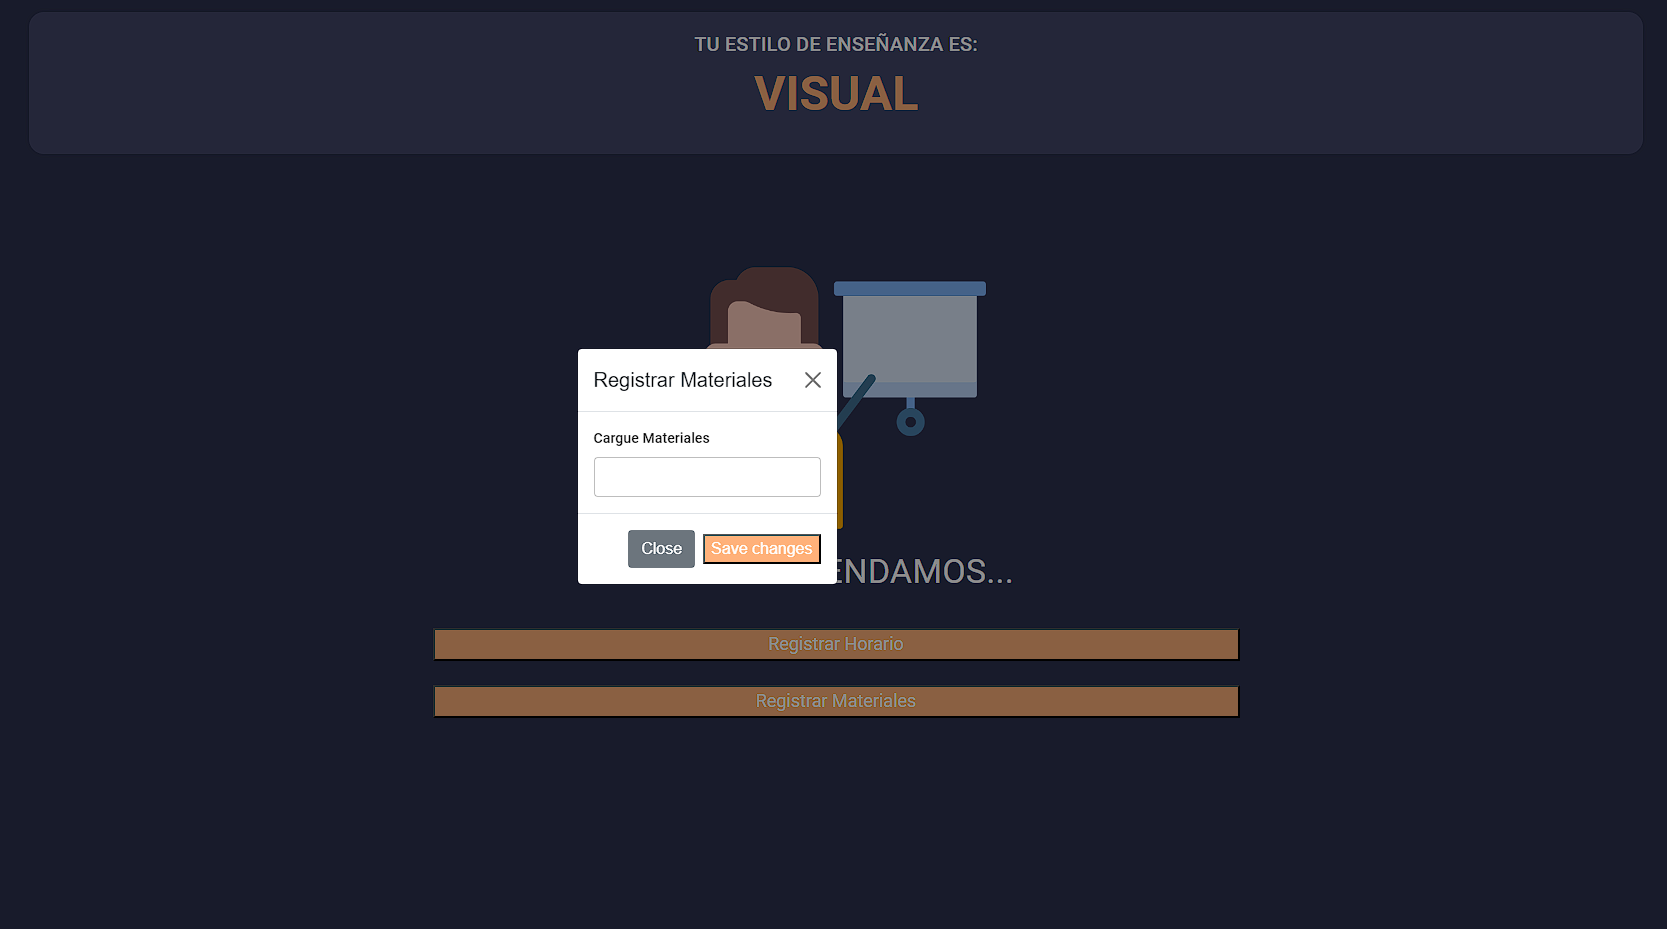 TU ESTILO DE ENSEÑANZA ES:
VISUAL
Registrar Materiales
Cargue Materiales
Close
Save changes
ENDAMOS...
Registrar Horario
Registrar Materiales